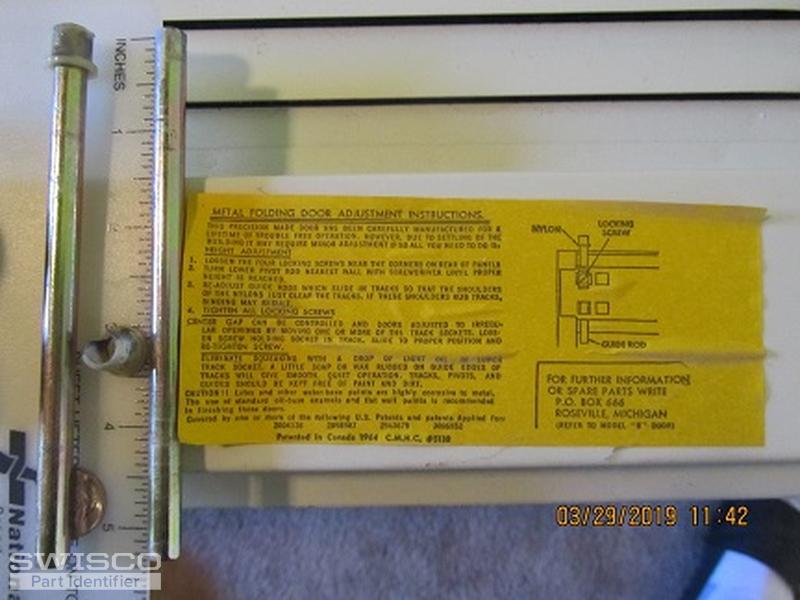 INCHES
1
4
5
METAL FOLDING DOOR ADJUSTMENT INSTRUCTIONS.
THIS PRECISION MADE DOOR HAS BEEN CAREFULLY MANUFACTURED FOR A
LIFETIME OF TROUBLE FREE OPERATION. HOWEVER, DUE TO SETTLING OF THE
BUILDING IT MAY REQUIRE MINOR ADJUSTMENT IF SO ALL YOU NEED TO DO IS:
HEIGHT ADJUSTMENT
1. LOOSEN THE FOUR LOCKING SCREWS NEAR THE CORNERS ON REAR OF PANELS
2. TURN LOWER PIVOT ROD NEAREST WALL WITH SCREWDRIVER UNTIL PROPER
HEIGHT IS REACHED.
3. RE-ADJUST GUIDE RODS WHICH SLIDE IN TRACKS SO THAT THE SHOULDERS
OF THE NYLONS JUST CLEAR THE TRACKS. IF THESE SHOULDERS RUB TRACKS,
BINDING MAY RESULT.
4. TIGHTEN ALL LOCKING SCREWS
CENTER GAP CAN BE CONTROLLED AND DOORS ADJUSTED TO IRREGU-
LAR OPENINGS BY MOVING ONE OR MORE OF THE TRACK SOCKETS. LOOS-
EN SCREW HOLDING SOCKET IN TRACK, SLIDE TO PROPER POSITION AND
RE-TIGHTEN SCREW.
ELIMINATE SQUEAKING WITH A DROP OF LIGHT OIL IN UPPER
TRACK SOCKET. A LITTLE SOAP OR WAX RUBBED ON GUIDE EDGES OF
TRACKS WILL GIVE SMOOTH, QUIET OPERATION. TRACKS, PIVOTS, AND
GUIDES SHOULD BE KEPT FREE OF PAINT AND DIRT.
CAUTION!! Latex and other water-base paints are highly corrosive to metal.
The use of standard oil-base enamels and flat wall paints is recommended
in finishing these doors.
Covered by one or more of the following U.S. Patents and patents Applied For:
Patented in Canada 1964 C.M.H.C.
NYLON
LOCKING
SCREW
GUIDE ROD
FOR FURTHER INFORMATION
OR SPARE PARTS WRITE
P.O. BOX 666
ROSEVILLE, MICHIGAN
(REFER TO MODEL "B" DOOR)
03/29/2019 11:42
SWISCO
Part Identifier